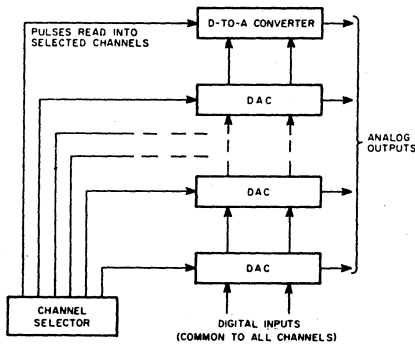 D-TO-A CONVERTER
PULSES READ INTO
SELECTED CHANNELS
DAC
ANALOG
OUTPUTS
DAC
DAC
CHANNEL
SELECTOR
DIGITAL INPUTS
(COMMON TO ALL CHANNELS)